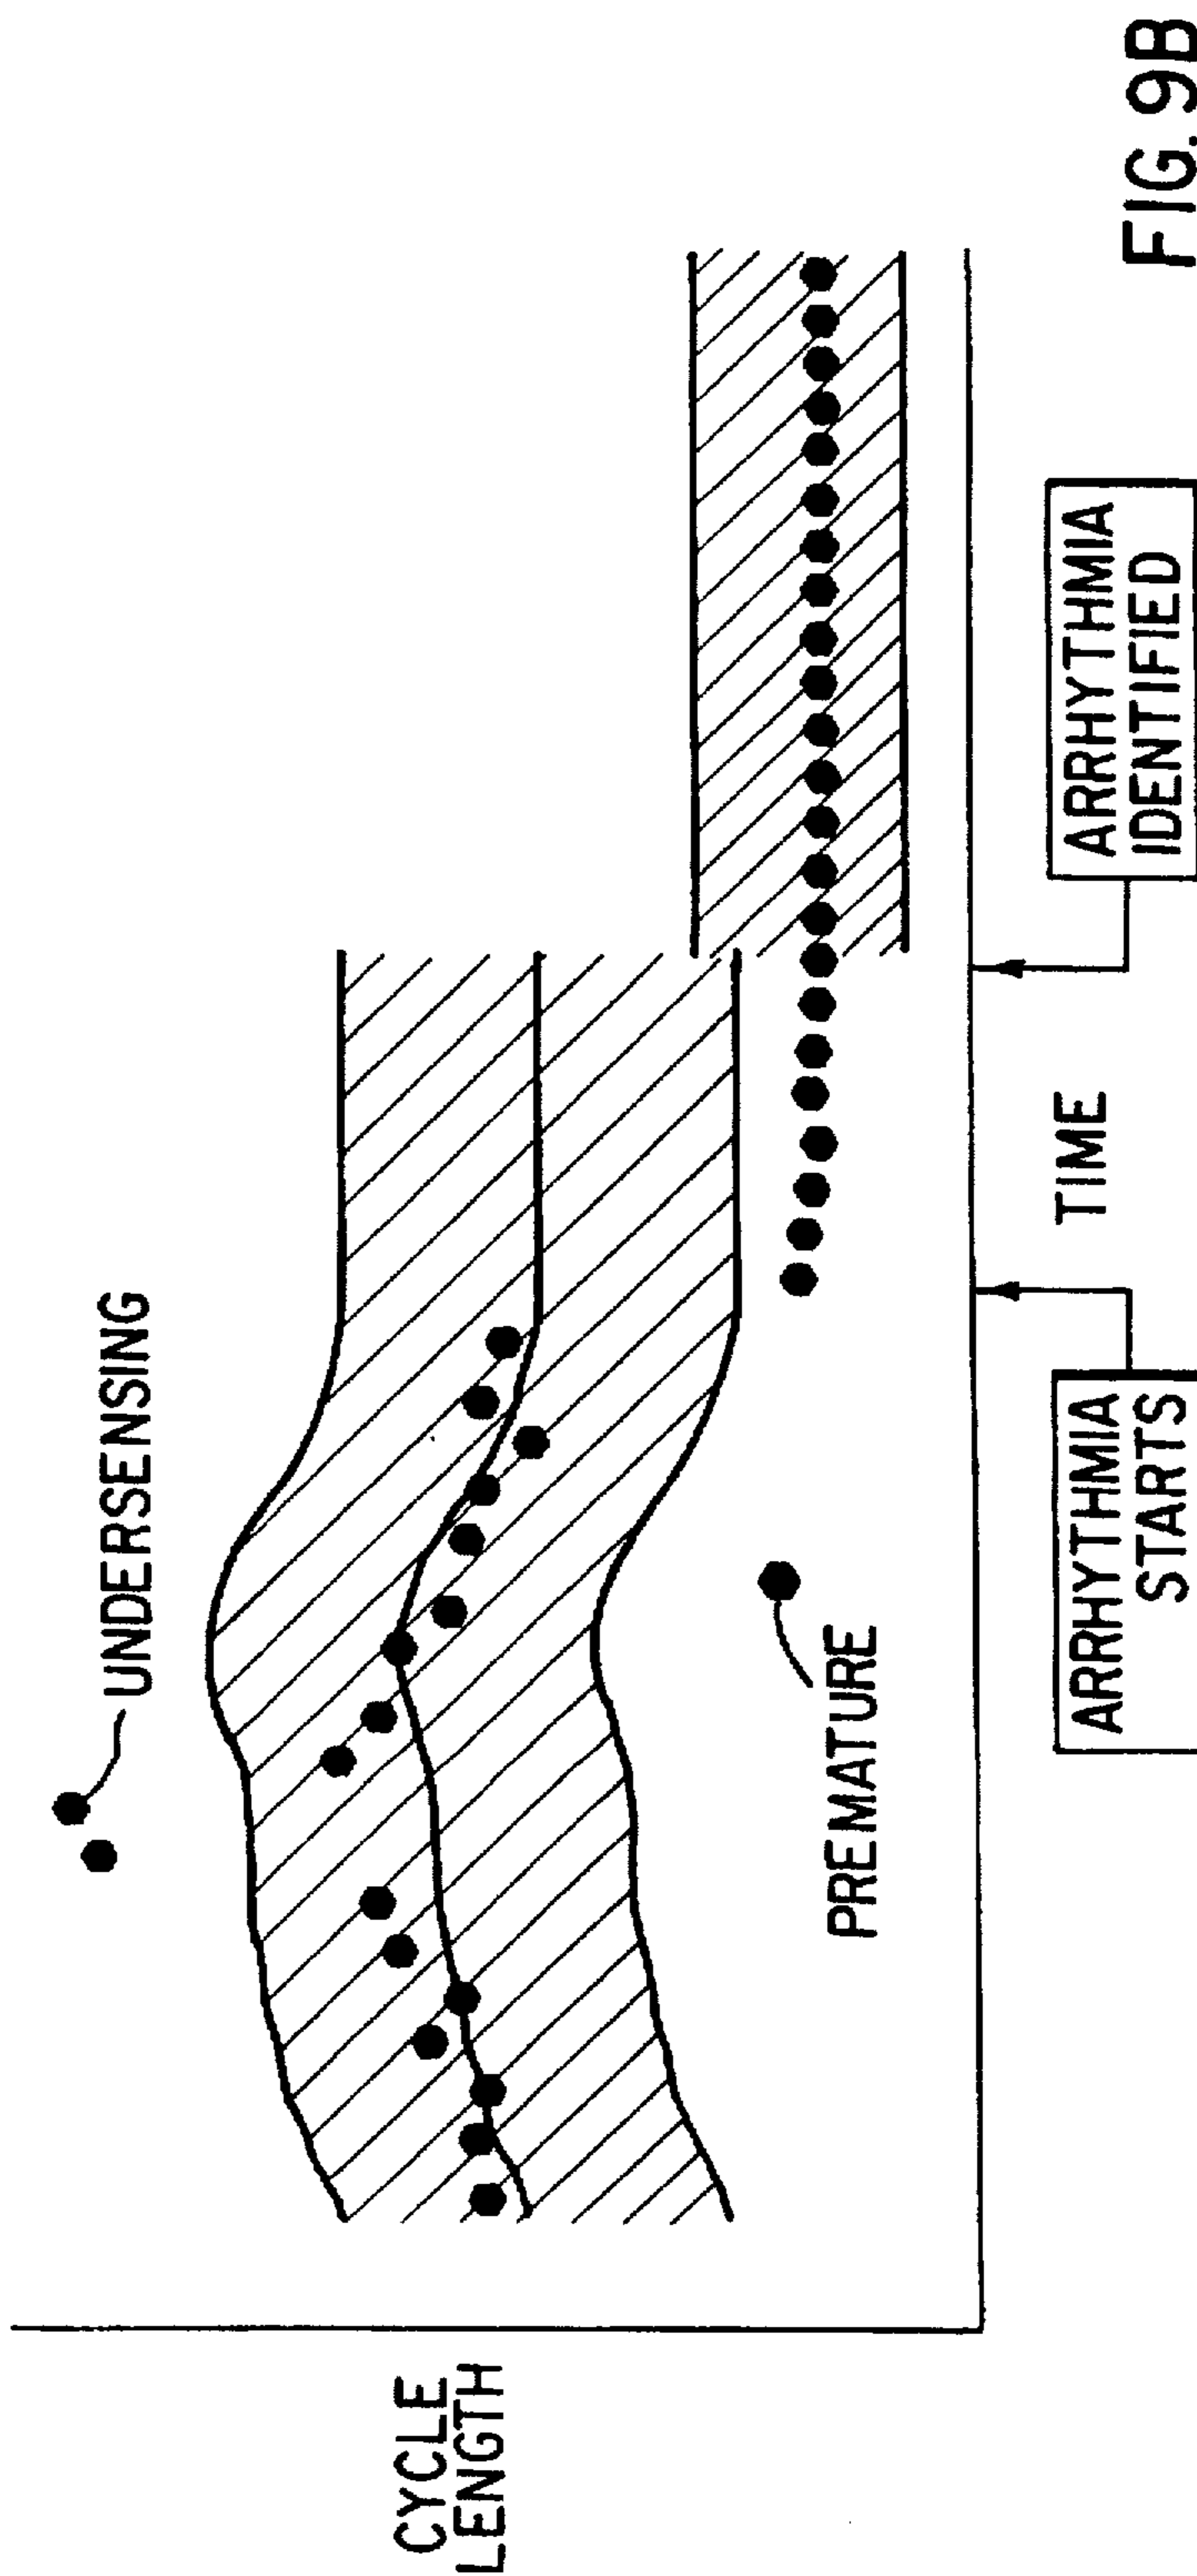 UNDERSENSING
CYCLE
LENGTH
PREMATURE
TIME
ARRHYTHMIA
STARTS
ARRHYTHMIA
IDENTIFIED
FIG. 9B